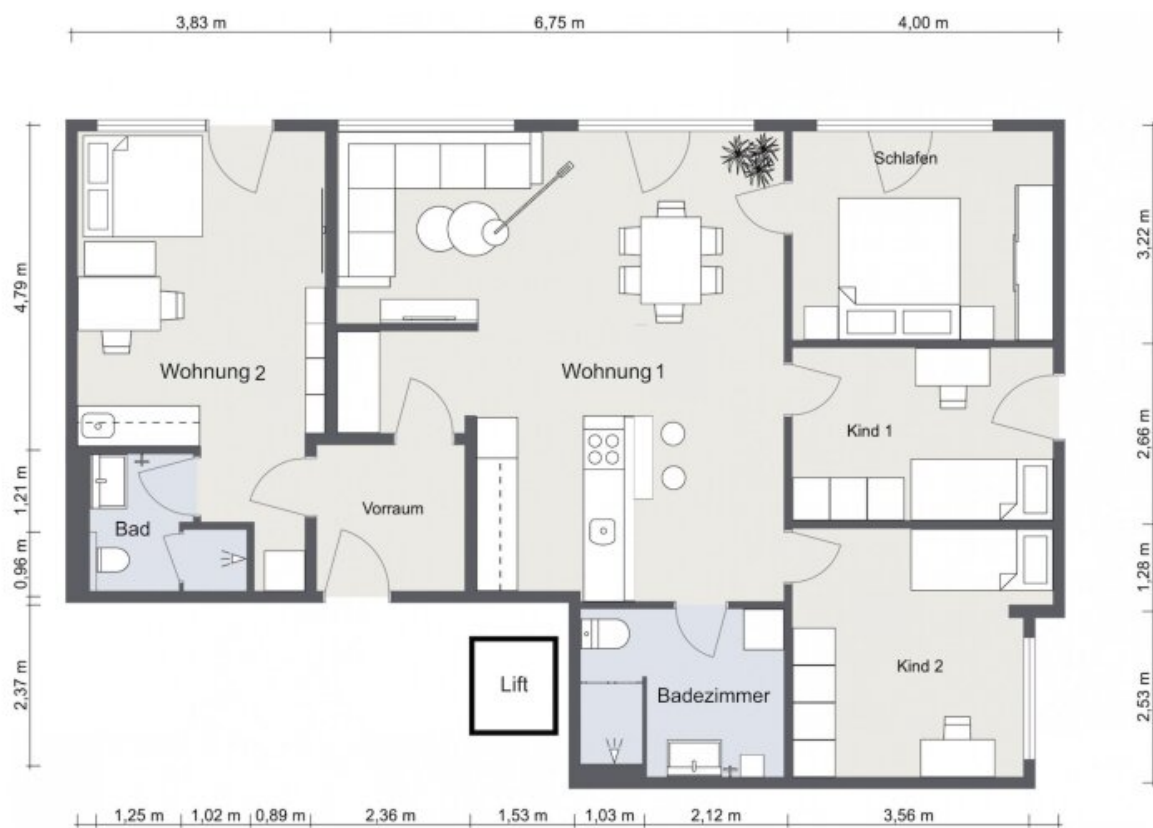 3,83 m
6,75 m
4,00 m
Schlafen
3,22 m
4,79 m
Wohnung 2
Wohnung 1
Kind 1
2,66 m
1,21 m
Vorraum
Bad
0,96 m
1,28 m
Kind 2
Lift
Badezimmer
2,37 m
2,53 m
1,25 m
1,02 m
0,89 m
2,36 m
1,53 m
1,03 m
2,12 m
3,56 m